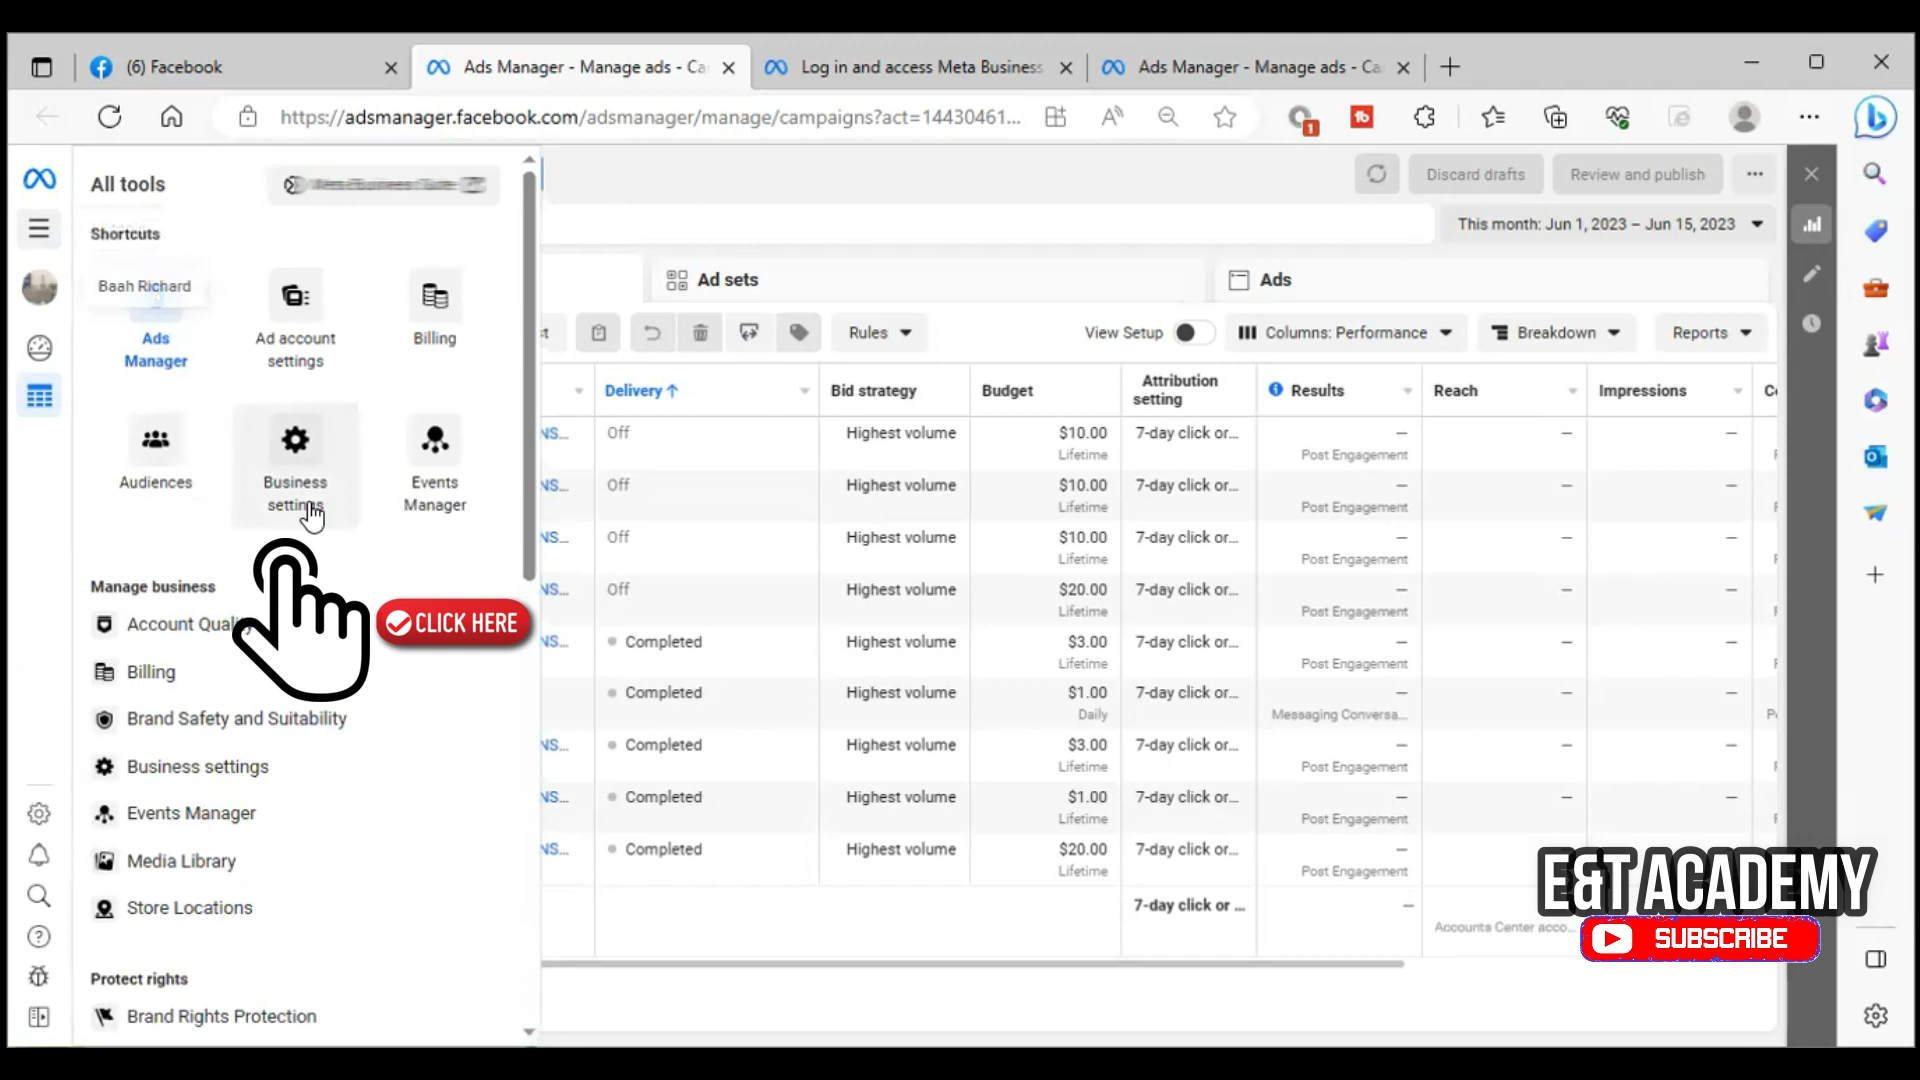 (6) Facebook
Ads Manager - Manage ads - Ca
Log in and access Meta Business
Ads Manager - Manage ads - Ca
https://adsmanager.facebook.com/adsmanager/manage/campaigns?act=14430461...
1
All tools
Discard drafts
Review and publish
Shortcuts
This month: Jun 1, 2023 – Jun 15, 2023
Baah Richard
Ads Manager
Ad account settings
Billing
Ad sets
Ads
Rules
View Setup
Columns: Performance
Breakdown
Reports
Delivery ↑
Bid strategy
Budget
Attribution setting
Results
Reach
Impressions
NS... Off Highest volume $10.00 7-day click or... — — —
Lifetime Post Engagement
NS... Off Highest volume $10.00 7-day click or... — — —
Lifetime Post Engagement
NS... Off Highest volume $10.00 7-day click or... — — —
Lifetime Post Engagement
NS... Off Highest volume $20.00 7-day click or... — — —
Lifetime Post Engagement
NS... Completed Highest volume $3.00 7-day click or... — — —
Lifetime Post Engagement
Completed Highest volume $1.00 7-day click or... — — —
Daily Messaging Conversa...
NS... Completed Highest volume $3.00 7-day click or... — — —
Lifetime Post Engagement
NS... Completed Highest volume $1.00 7-day click or... — — —
Lifetime Post Engagement
NS... Completed Highest volume $20.00 7-day click or...  —
Lifetime Post Engagement
7-day click or ... —
Accounts Center acco...
Audiences
Business settings
Events Manager
Manage business
Account Quality
CLICK HERE
Billing
Brand Safety and Suitability
Business settings
Events Manager
Media Library
Store Locations
Protect rights
Brand Rights Protection
E&T ACADEMY
SUBSCRIBE